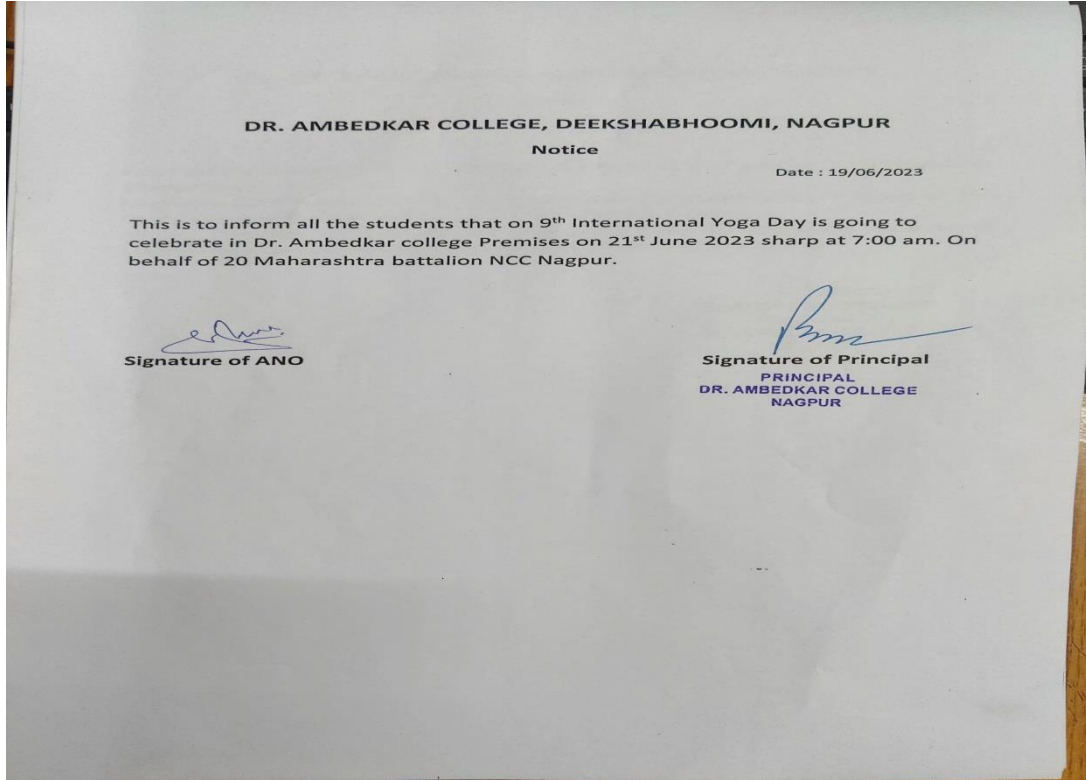 DR. AMBEDKAR COLLEGE, DEEKSHABHOOMI, NAGPUR
Notice
Date : 19/06/2023
This is to inform all the students that on 9th International Yoga Day is going to
celebrate in Dr. Ambedkar college Premises on 21st June 2023 sharp at 7:00 am. On
behalf of 20 Maharashtra battalion NCC Nagpur.
Signature of ANO
Signature of Principal
PRINCIPAL
DR. AMBEDKAR COLLEGE
NAGPUR